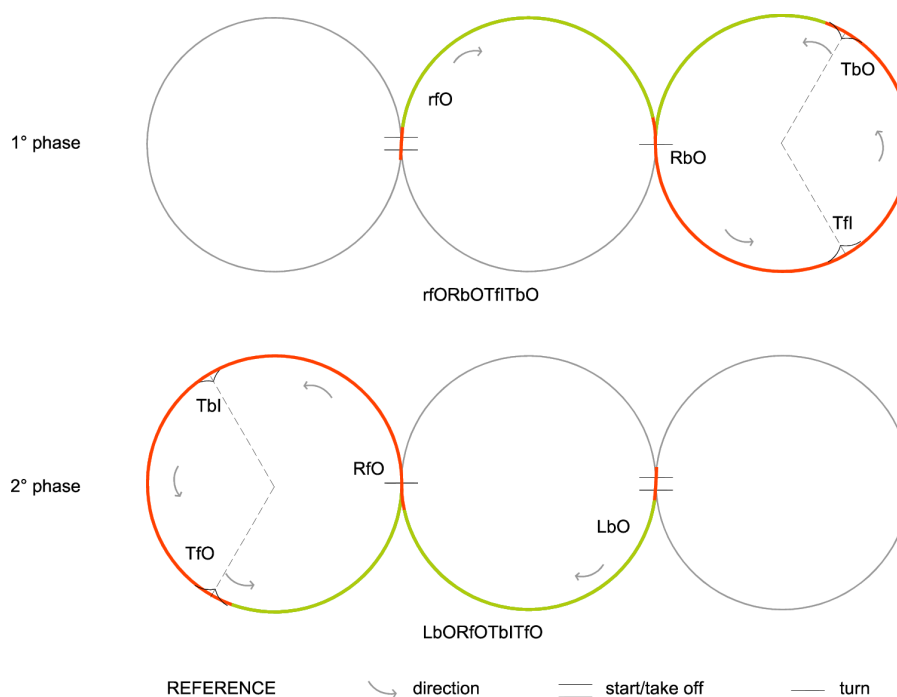 TbO
rfO
1° phase
RbO
TfI
rfORbOTfITbO
TbI
RfO
2° phase
LbO
TfO
LbORfOTbITfO
REFERENCE direction start/take off turn